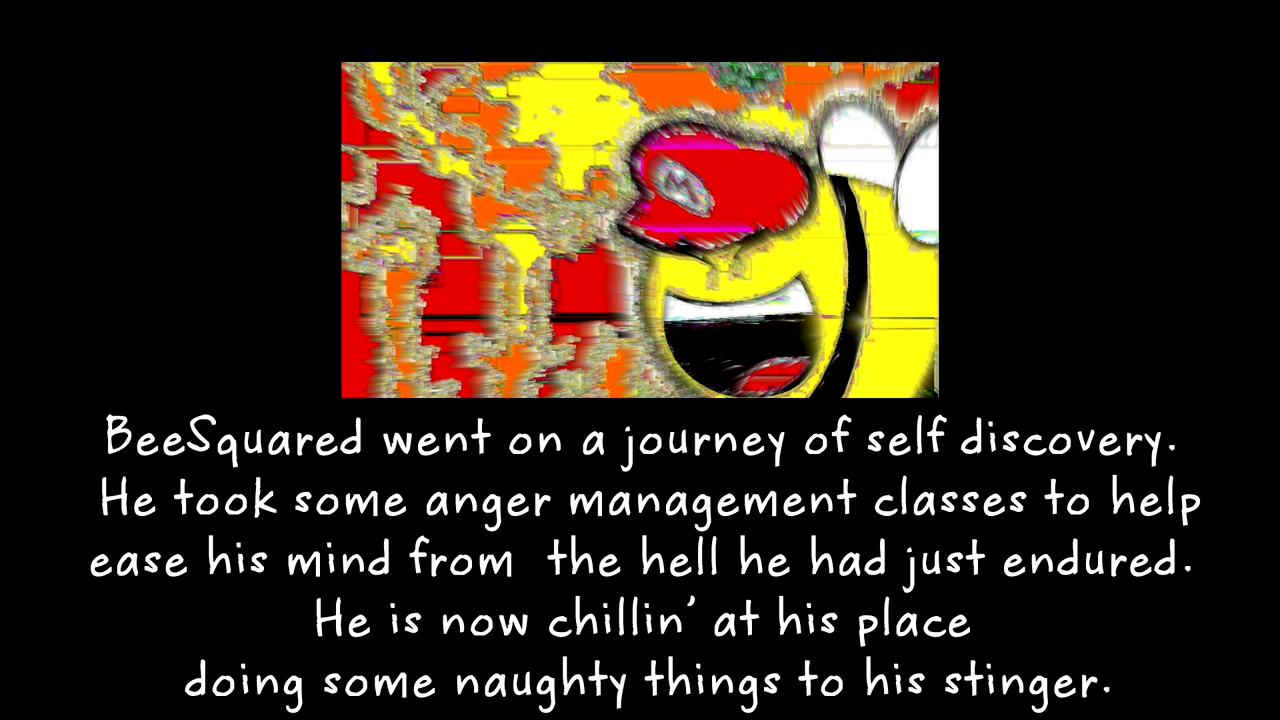 BeeSquared went on a journey of self discovery.
He took some anger management classes to help
ease his mind from  the hell he had just endured.
He is now chillin' at his place
doing some naughty things to his stinger.